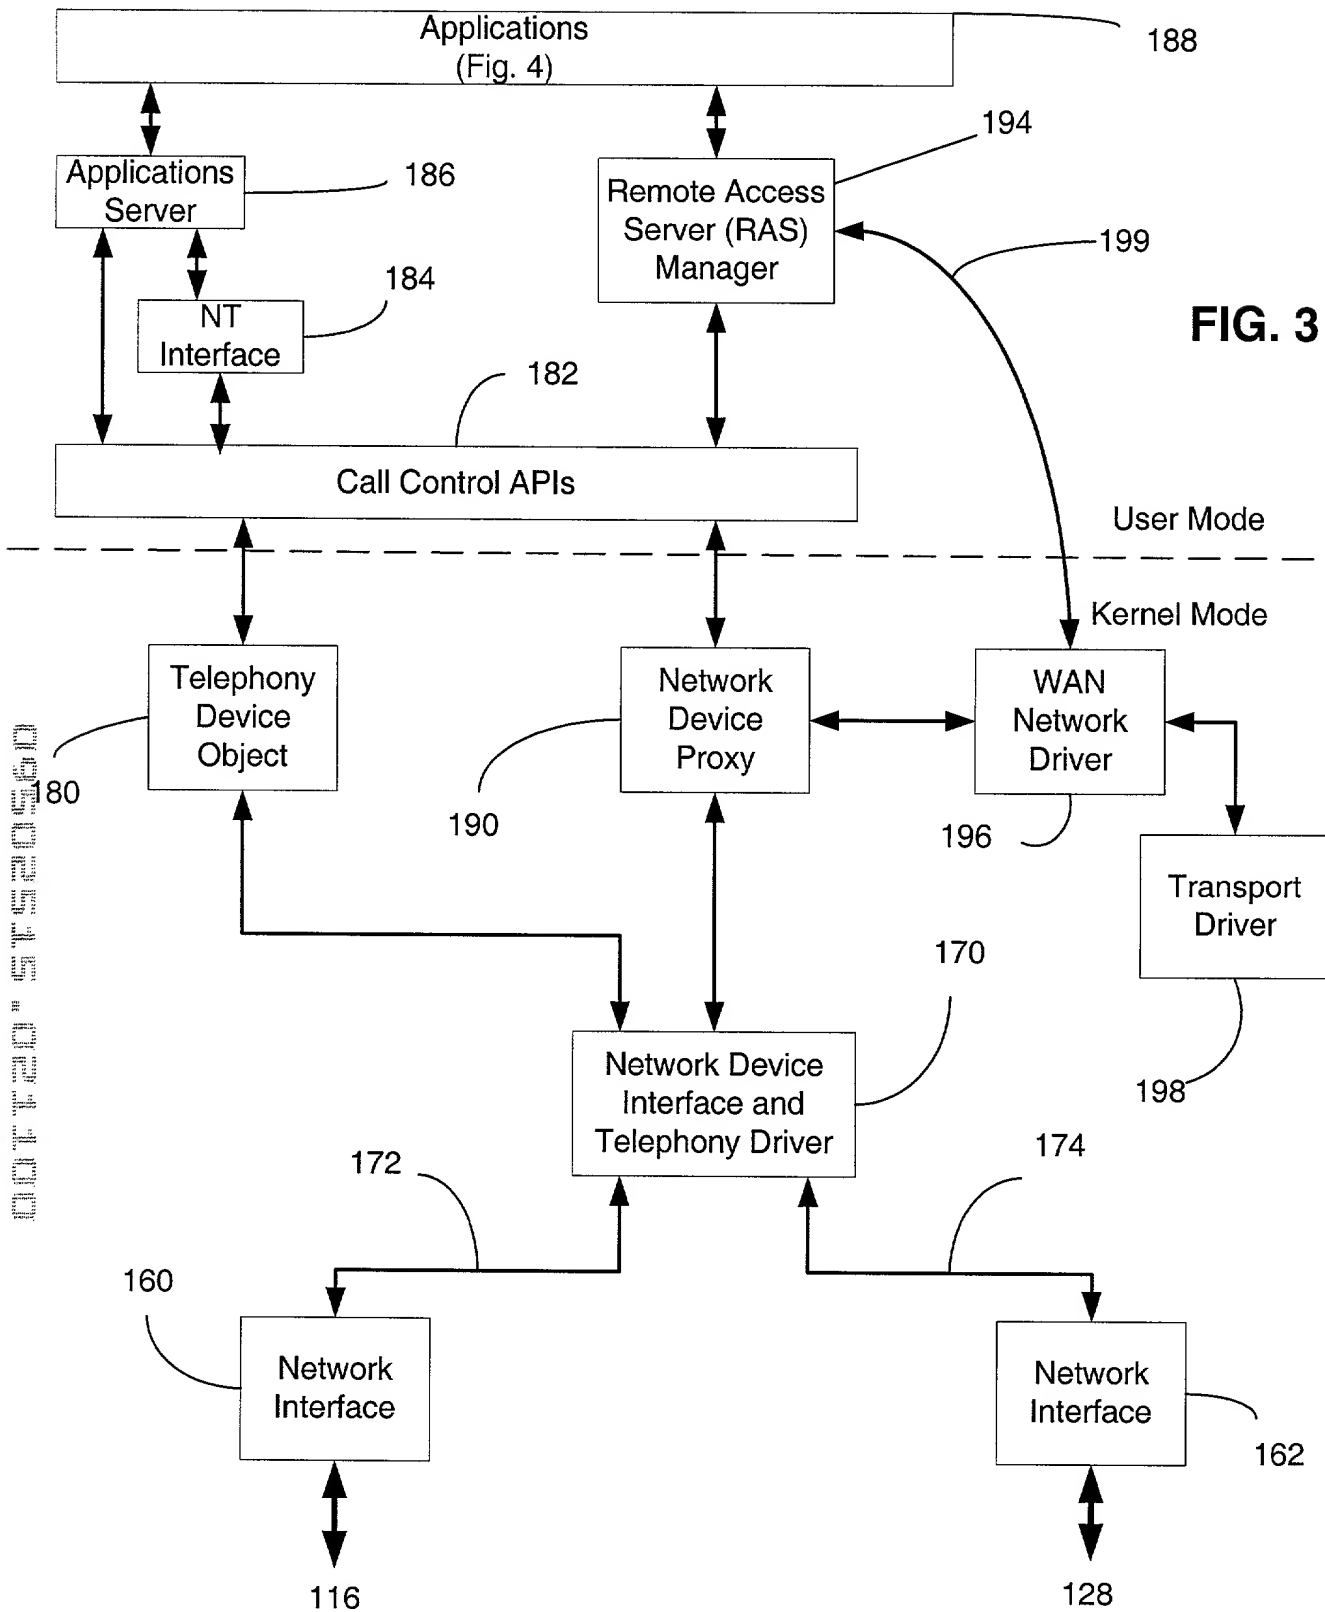 Applications
(Fig. 4)
188
194
Applications
Server
186
Remote Access
Server (RAS)
Manager
199
184
NT
Interface
FIG. 3
182
Call Control APIs
User Mode
Kernel Mode
Telephony
Device
Object
Network
Device
Proxy
WAN
Network
Driver
180
190
196
Transport
Driver
170
Network Device
Interface and
Telephony Driver
198
172
174
160
Network
Interface
Network
Interface
162
116
128